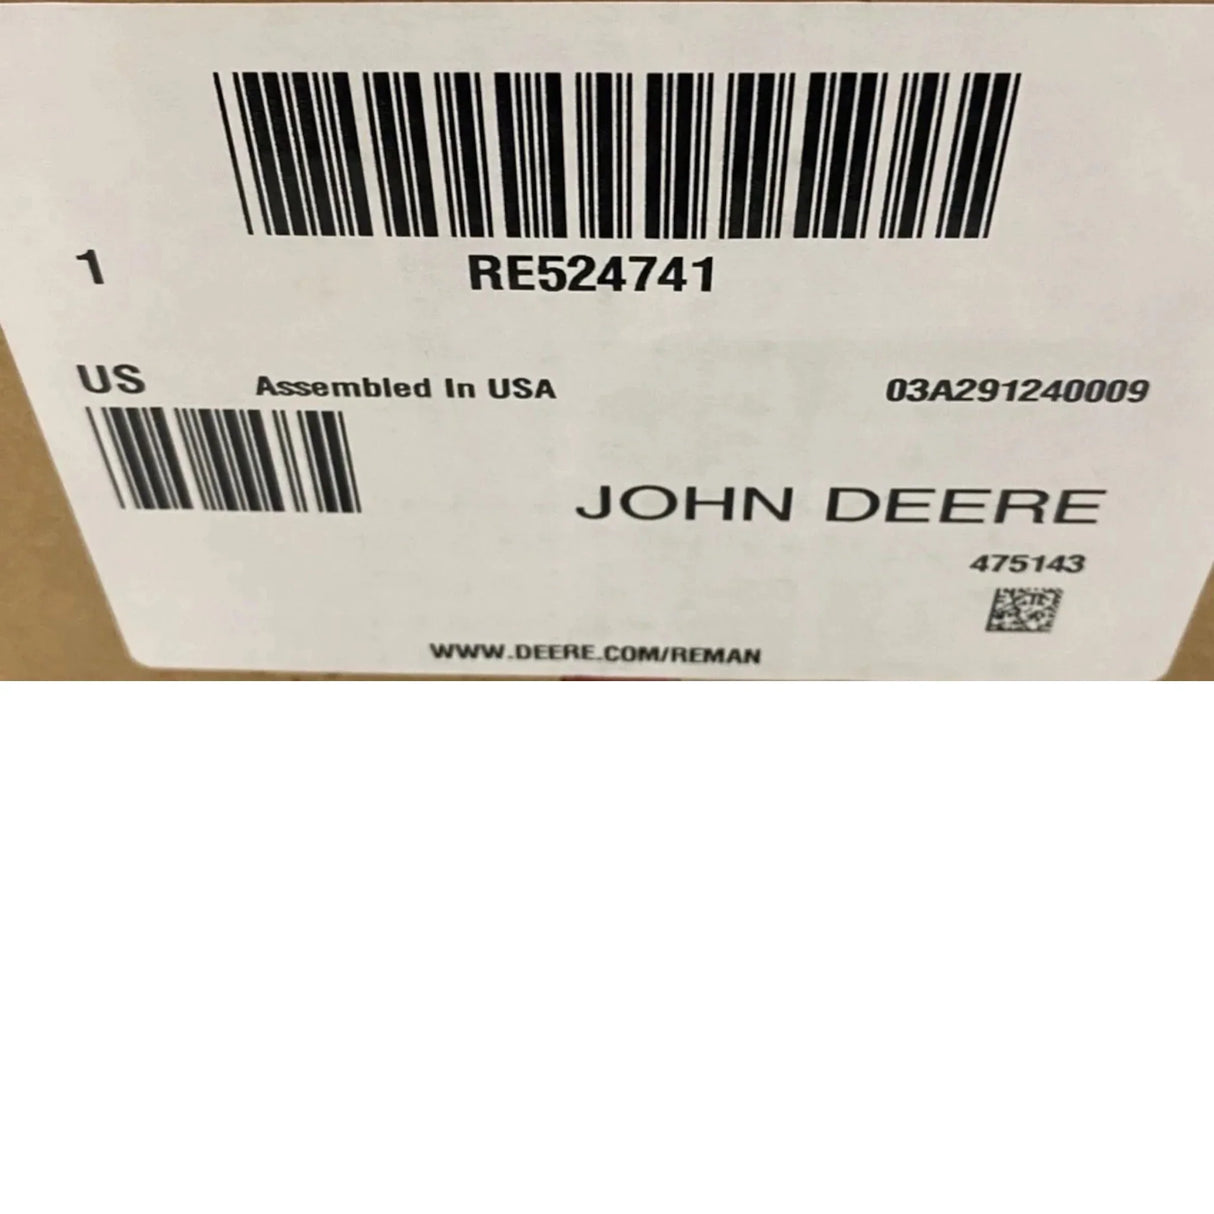 1 RE524741
US Assembled In USA 03A291240009
JOHN DEERE
475143
WWW.DEERE.COM/REMAN